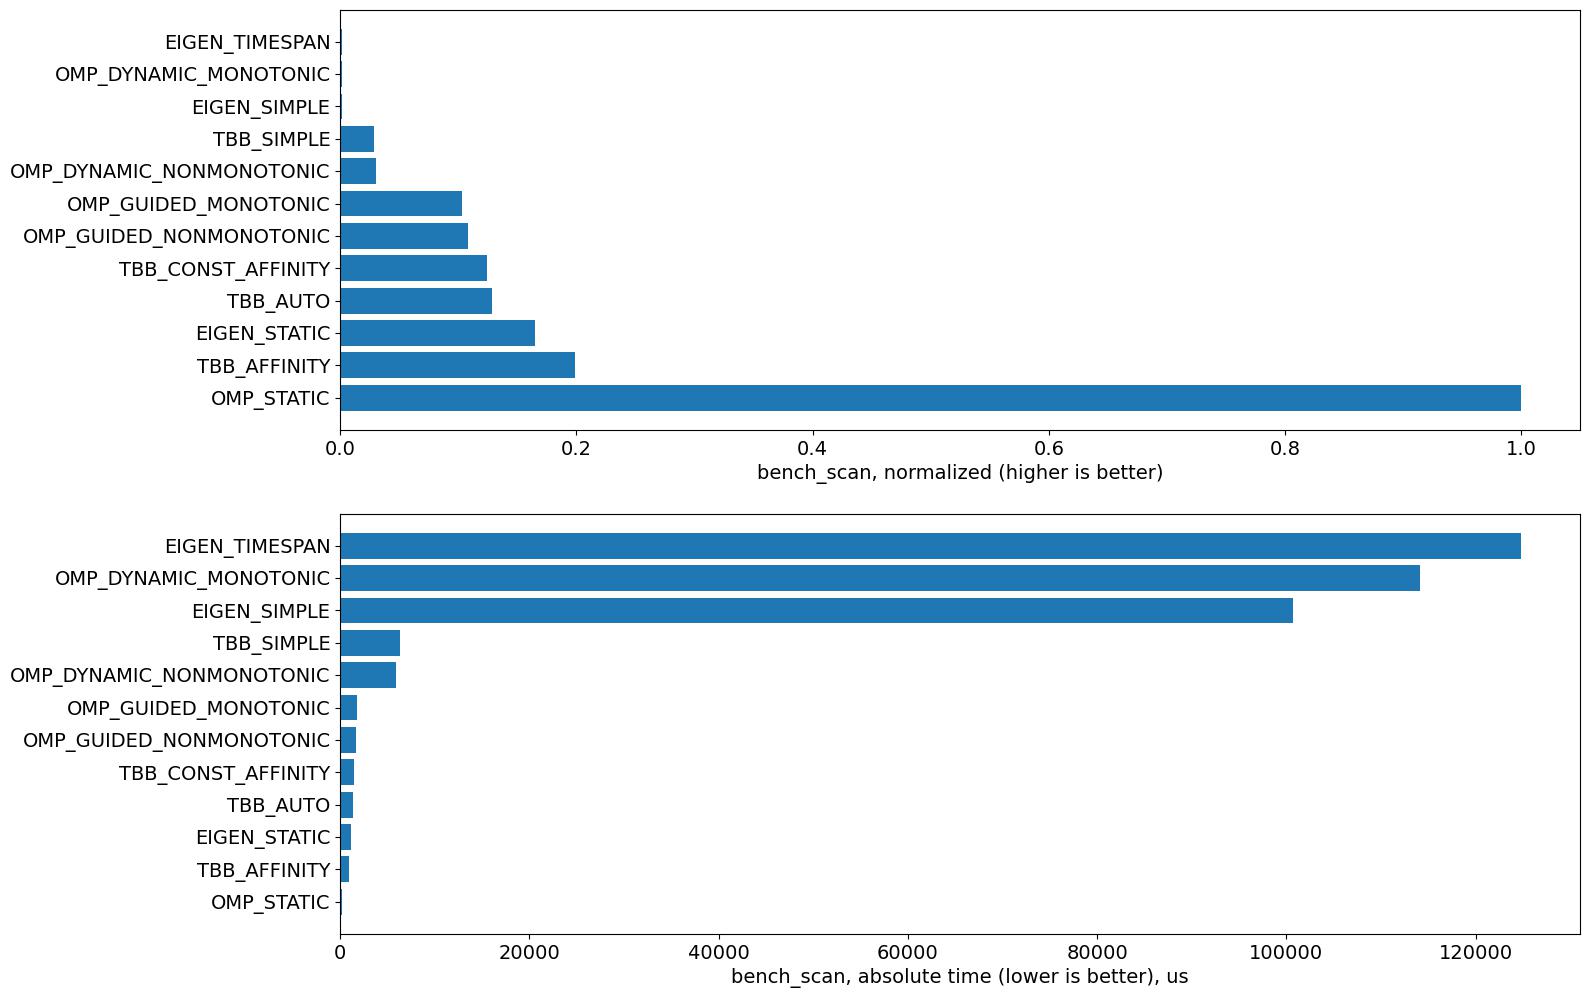 EIGEN_TIMESPAN
OMP_DYNAMIC_MONOTONIC
EIGEN_SIMPLE
TBB_SIMPLE
OMP_DYNAMIC_NONMONOTONIC
OMP_GUIDED_MONOTONIC
OMP_GUIDED_NONMONOTONIC
TBB_CONST_AFFINITY
TBB_AUTO
EIGEN_STATIC
TBB_AFFINITY
OMP_STATIC
0.0 0.2 0.4 0.6 0.8 1.0
bench_scan, normalized (higher is better)
EIGEN_TIMESPAN
OMP_DYNAMIC_MONOTONIC
EIGEN_SIMPLE
TBB_SIMPLE
OMP_DYNAMIC_NONMONOTONIC
OMP_GUIDED_MONOTONIC
OMP_GUIDED_NONMONOTONIC
TBB_CONST_AFFINITY
TBB_AUTO
EIGEN_STATIC
TBB_AFFINITY
OMP_STATIC
0 20000 40000 60000 80000 100000 120000
bench_scan, absolute time (lower is better), us